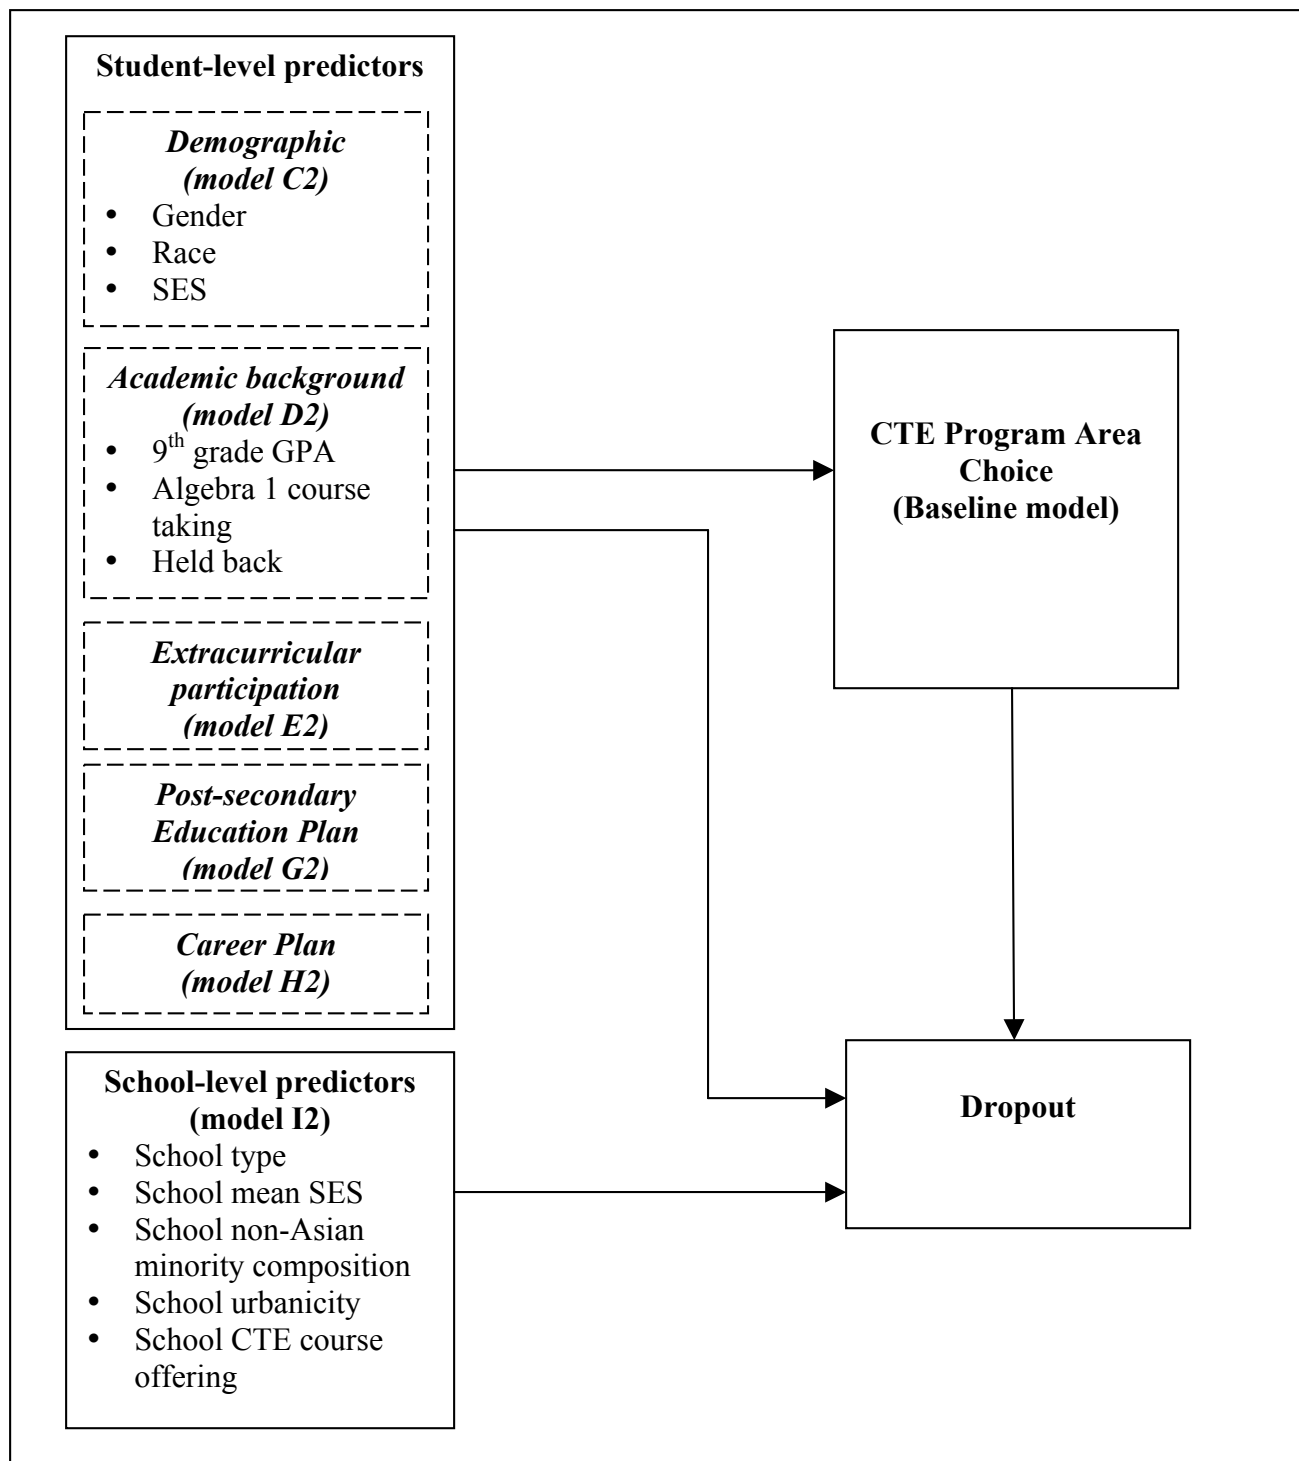 Student-level predictors
Demographic
(model C2)
• Gender
• Race
• SES
Academic background
(model D2)
• 9th grade GPA
• Algebra 1 course
taking
• Held back
Extracurricular
participation
(model E2)
Post-secondary
Education Plan
(model G2)
Career Plan
(model H2)
School-level predictors
(model I2)
• School type
• School mean SES
• School non-Asian
minority composition
• School urbanicity
• School CTE course
offering
CTE Program Area
Choice
(Baseline model)
Dropout